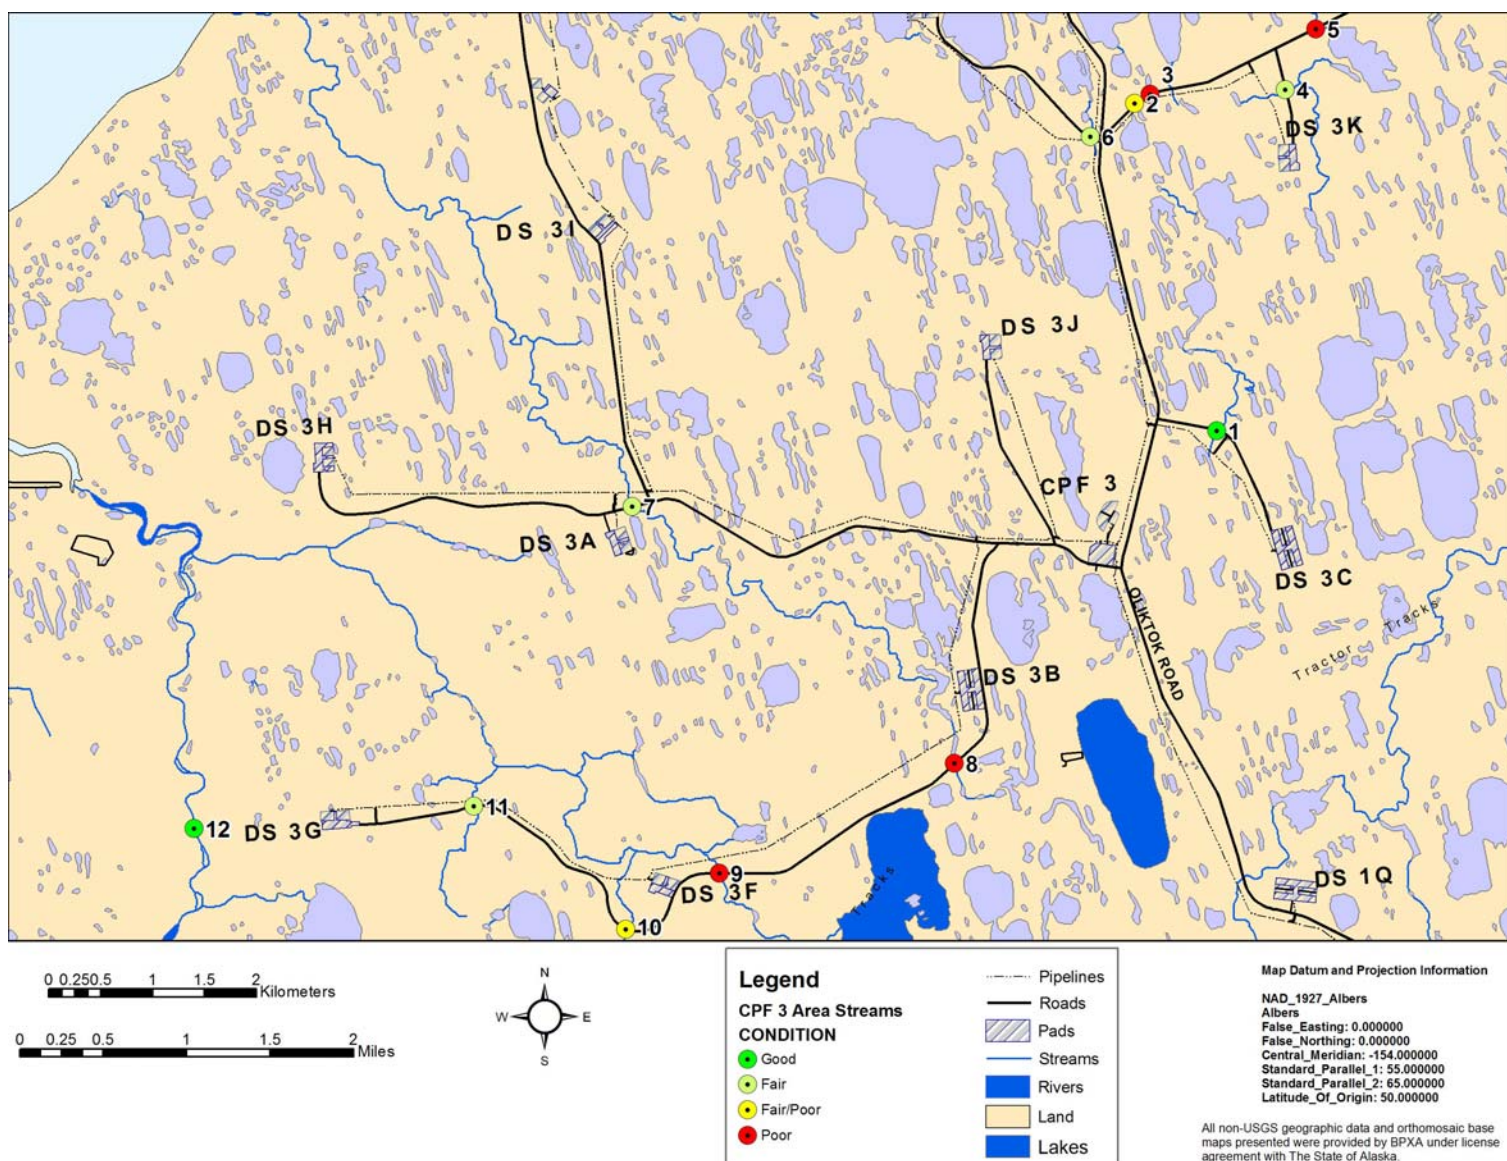 5
3
2
4
DS 3K
6
DS 3I
DS 3J
DS 3H
1
CPF 3
7
DS 3A
DS 3C
OLIKTOK ROAD
Tractor Tracks
DS 3B
8
11
DS 3G
12
9
DS 3F
Tracks
DS 1Q
10
0 0.25 0.5 1 1.5 2
Kilometers
0 0.25 0.5 1 1.5 2
Miles
N
W E
S
Legend
CPF 3 Area Streams
CONDITION
Good
Fair
Fair/Poor
Poor
Pipelines
Roads
Pads
Streams
Rivers
Land
Lakes
Map Datum and Projection Information
NAD_1927_Albers
Albers
False_Easting: 0.000000
False_Northing: 0.000000
Central_Meridian: -154.000000
Standard_Parallel_1: 55.000000
Standard_Parallel_2: 65.000000
Latitude_Of_Origin: 50.000000
All non-USGS geographic data and orthomosaic base
maps presented were provided by BPXA under license
agreement with The State of Alaska.